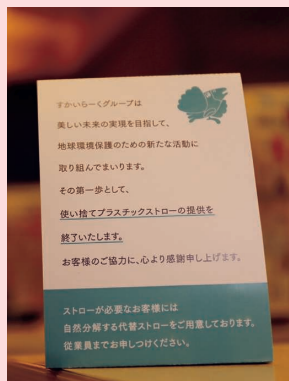 すかいらーくグループは
美しい未来の実現を目指して、
地球環境保護のための新たな活動に
取り組んでまいります。
その第一歩として、
使い捨てプラスチックストローの提供を
終了いたします。
お客様のご協力に、心より感謝申し上げます。
ストローが必要なお客様には
自然分解する代替ストローをご用意しております。
従業員までお申しつけください。